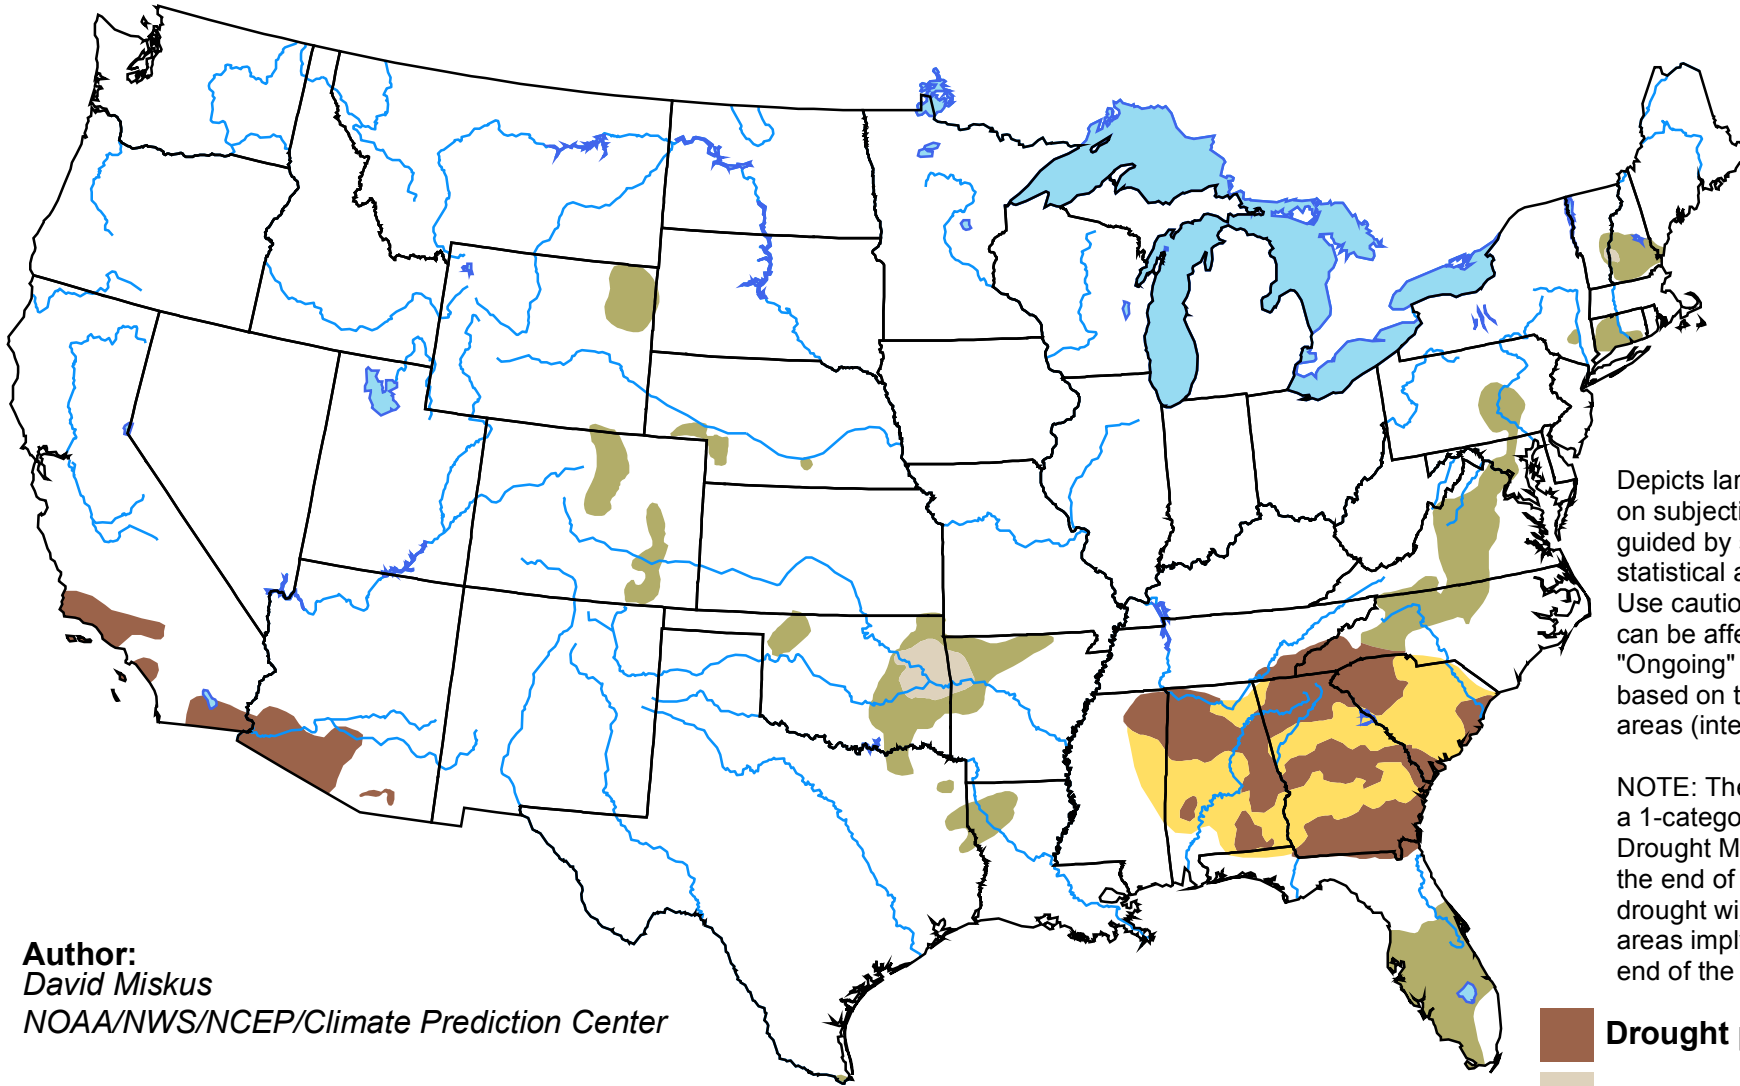 Depicts lar
on subjecti
guided by
statistical a
Use cautio
can be affe
"Ongoing"
based on t
areas (inte
NOTE: The
a 1-catego
Drought M
the end of
drought wi
areas impl
end of the
Author:
David Miskus
NOAA/NWS/NCEP/Climate Prediction Center
Drought